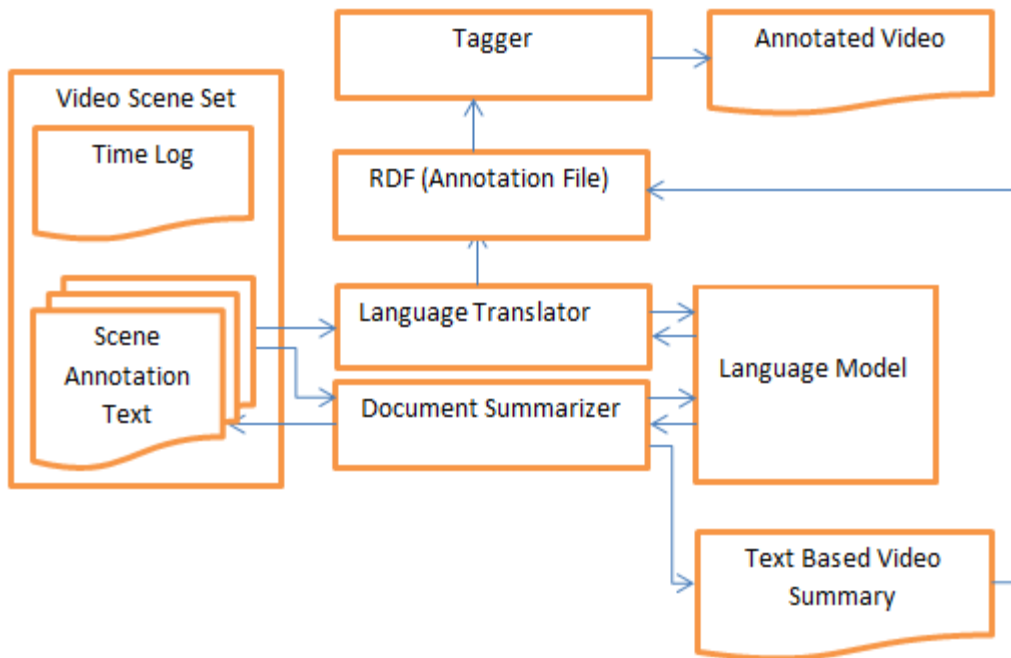 Tagger
Annotated Video
Video Scene Set
Time Log
RDF (Annotation File)
Language Translator
Scene
Annotation
Text
Language Model
Document Summarizer
Text Based Video
Summary